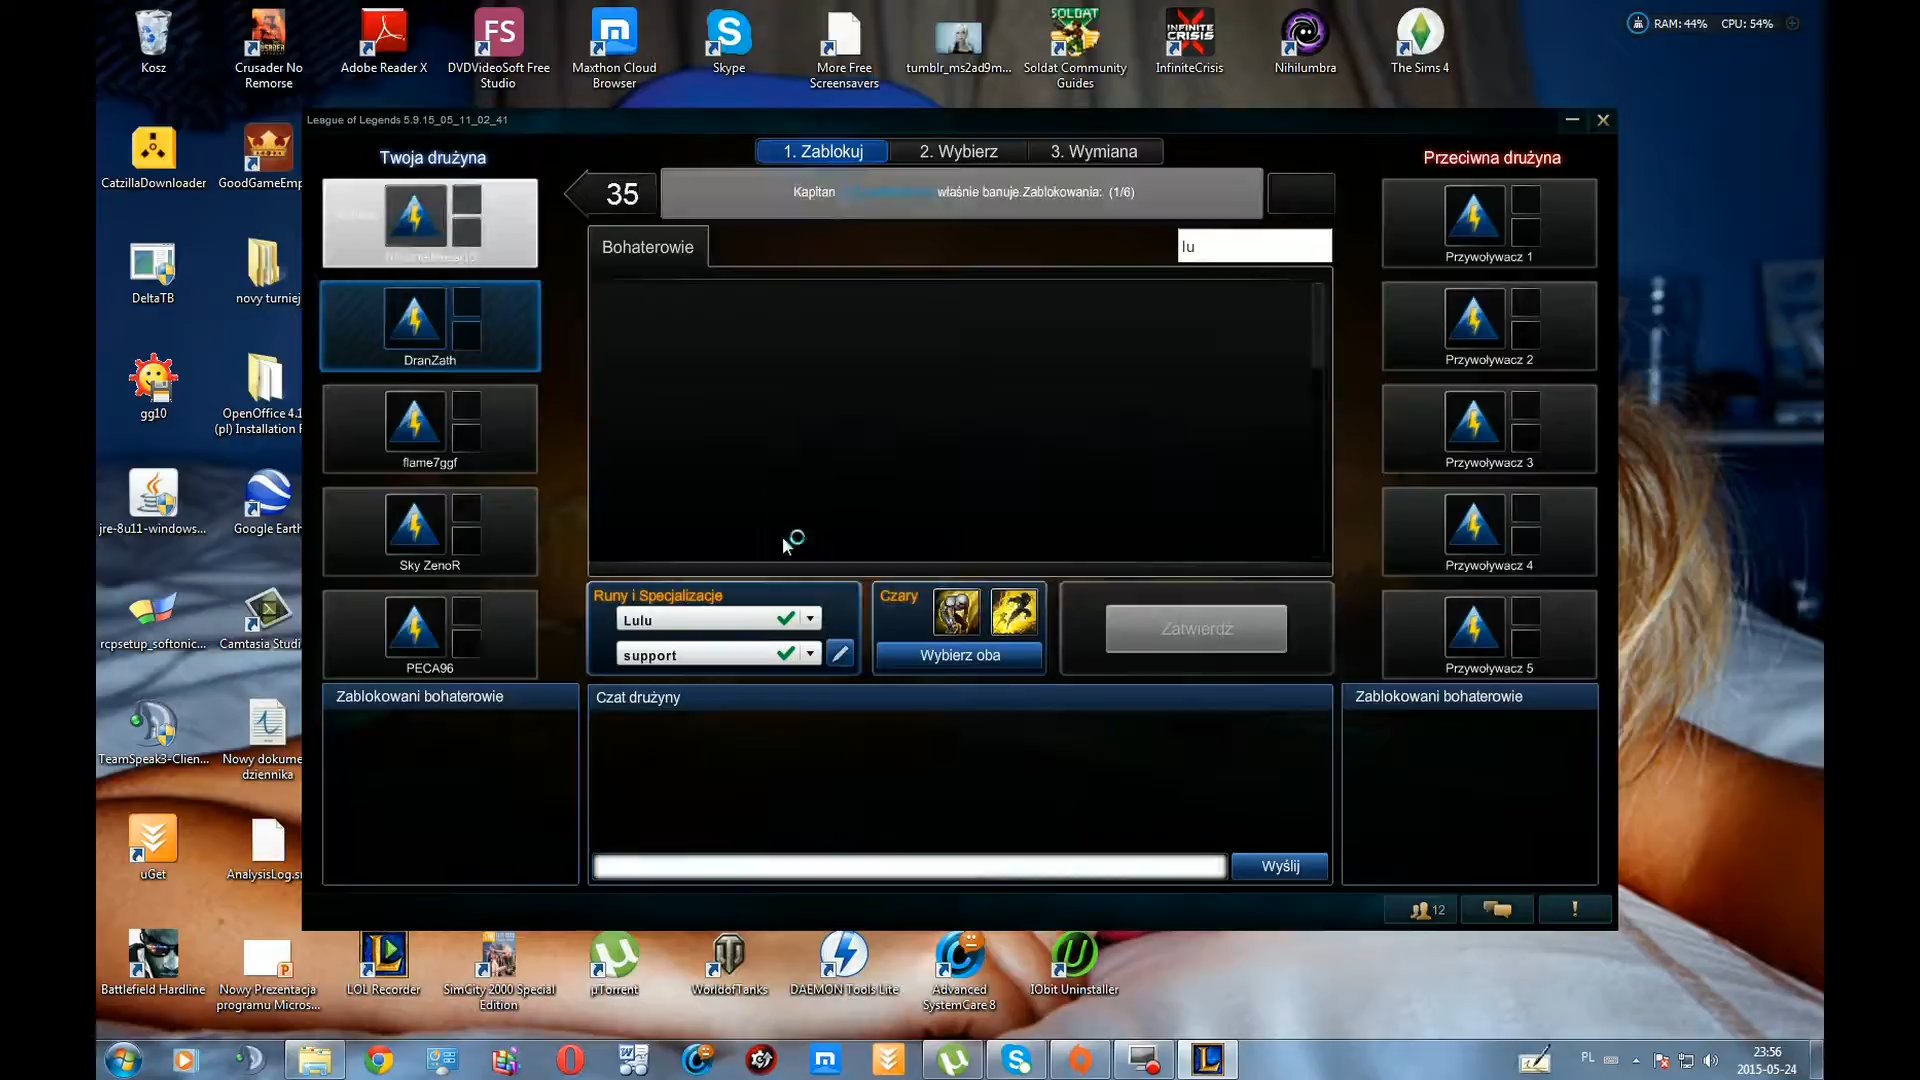 Kosz
Crusader No
Remorse
Adobe Reader X
DVDVideoSoft Free
Studio
Maxthon Cloud
Browser
Skype
More Free
Screensavers
tumblr_ms2ad9m...
SOLDAT
Soldat Community
Guides
INFINITE
CRISIS
InfiniteCrisis
Nihilumbra
The Sims 4
RAM: 44% CPU: 54%
CatzillaDownloader
GoodGameEmp
DeltaTB
novy turniej
gg10
OpenOffice 4.1
(pl) Installation F
jre-8u11-windows...
Google Earth
rcpsetup_softonic...
Camtasia Studi
TeamSpeak3-Clien...
Nowy dokume
dziennika
uGet
AnalysisLog.sr
League of Legends 5.9.15_05_11_02_41
Twoja drużyna
1. Zablokuj
2. Wybierz
3. Wymiana
Przeciwna drużyna
35
Kapitan
właśnie banuje.Zablokowania: (1/6)
Bohaterowie
lu
DranZath
flame7ggf
Sky ZenoR
PECA96
Przywoływacz 1
Przywoływacz 2
Przywoływacz 3
Przywoływacz 4
Przywoływacz 5
Runy i Specjalizacje
Lulu
support
Czary
Wybierz oba
Zatwierdź
Zablokowani bohaterowie
Czat drużyny
Zablokowani bohaterowie
Wyślij
12
Battlefield Hardline
Nowy Prezentacja
programu Micros...
LOL Recorder
SimCity 2000 Special
Edition
µTorrent
WorldofTanks
DAEMON Tools Lite
Advanced
SystemCare 8
IObit Uninstaller
PL
23:56
2015-05-24